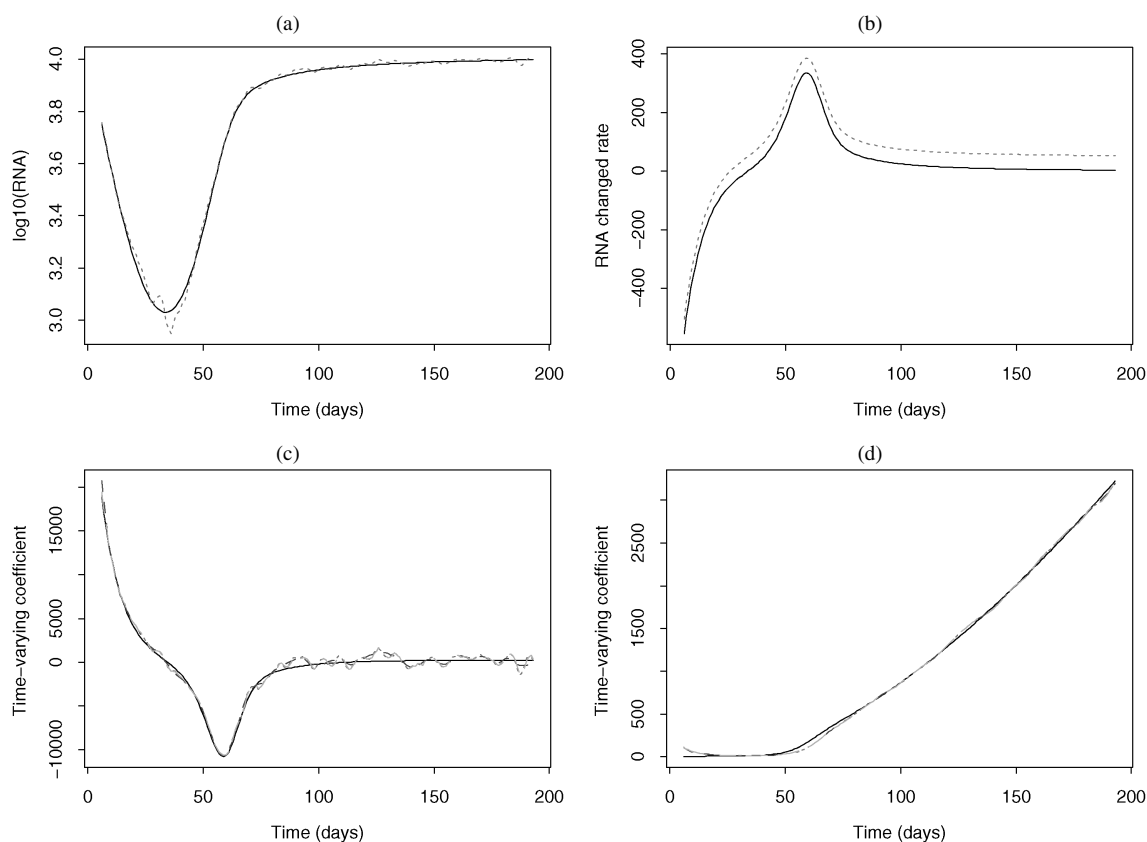 (a)
log10(RNA)
4.0
3.8
3.6
3.4
3.2
3.0
0 50 100 150 200
Time (days)
(b)
RNA changed rate
400
200
0
−200
−400
0 50 100 150 200
Time (days)
(c)
Time−varying coefficient
15000
5000
0
−10000
0 50 100 150 200
Time (days)
(d)
Time−varying coefficient
2500
1500
500
0
0 50 100 150 200
Time (days)